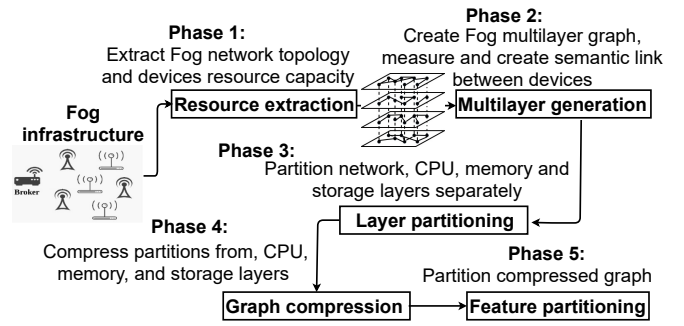 Phase 1:
Extract Fog network topology
and devices resource capacity
Resource extraction
Phase 2:
Create Fog multilayer graph,
measure and create semantic link
between devices
Multilayer generation
Fog
infrastructure
Broker
Phase 3:
Partition network, CPU, memory and
storage layers separately
Layer partitioning
Phase 4:
Compress partitions from, CPU,
memory, and storage layers
Graph compression
Phase 5:
Partition compressed graph
Feature partitioning